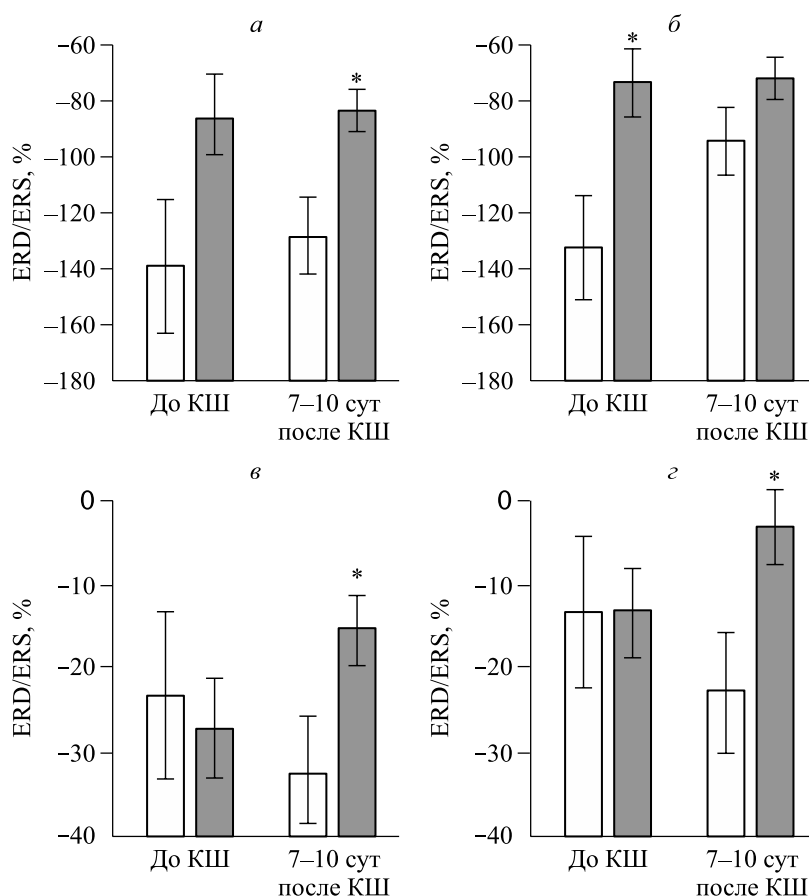 а
ERD/ERS, %
−60
−80
−100
−120
−140
−160
−180
*
До КШ
7–10 сут
после КШ
б
ERD/ERS, %
−60
−80
−100
−120
−140
−160
−180
*
До КШ
7–10 сут
после КШ
в
ERD/ERS, %
0
−10
−20
−30
−40
*
До КШ
7–10 сут
после КШ
г
ERD/ERS, %
0
−10
−20
−30
−40
*
До КШ
7–10 сут
после КШ